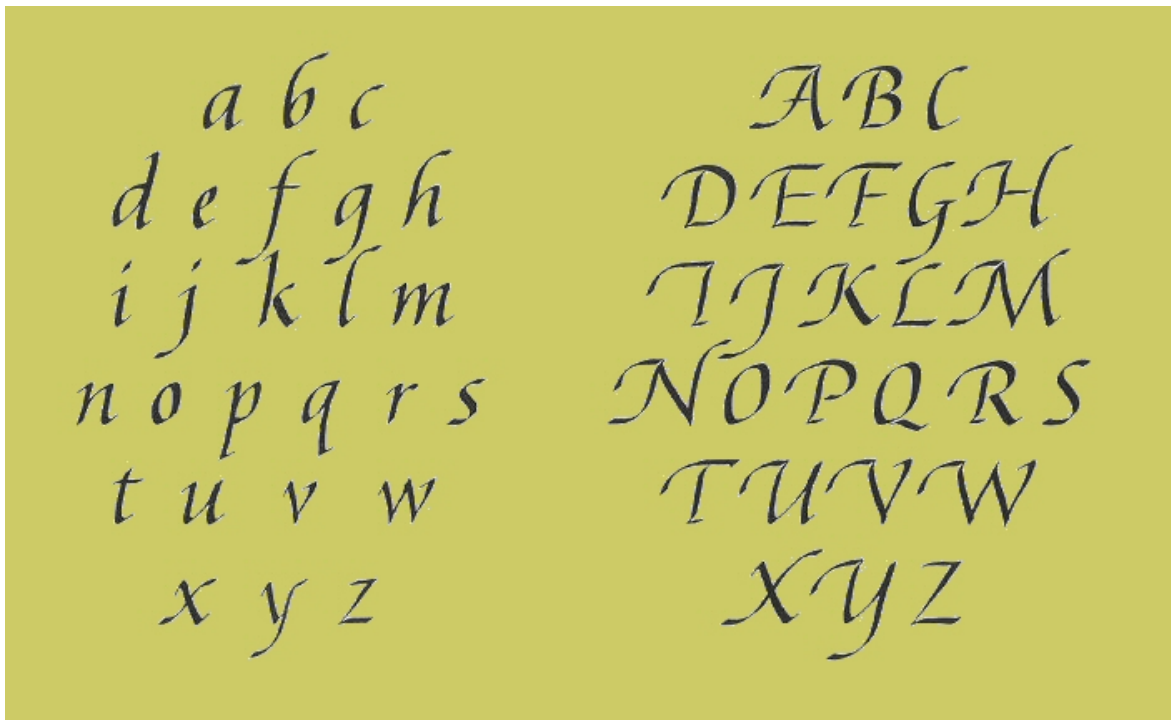 a b c
d e f g h
i j k l m
n o p q r s
t u v w
x y z
A B C
D E F G H
I J K L M
N O P Q R S
T U V W
X Y Z